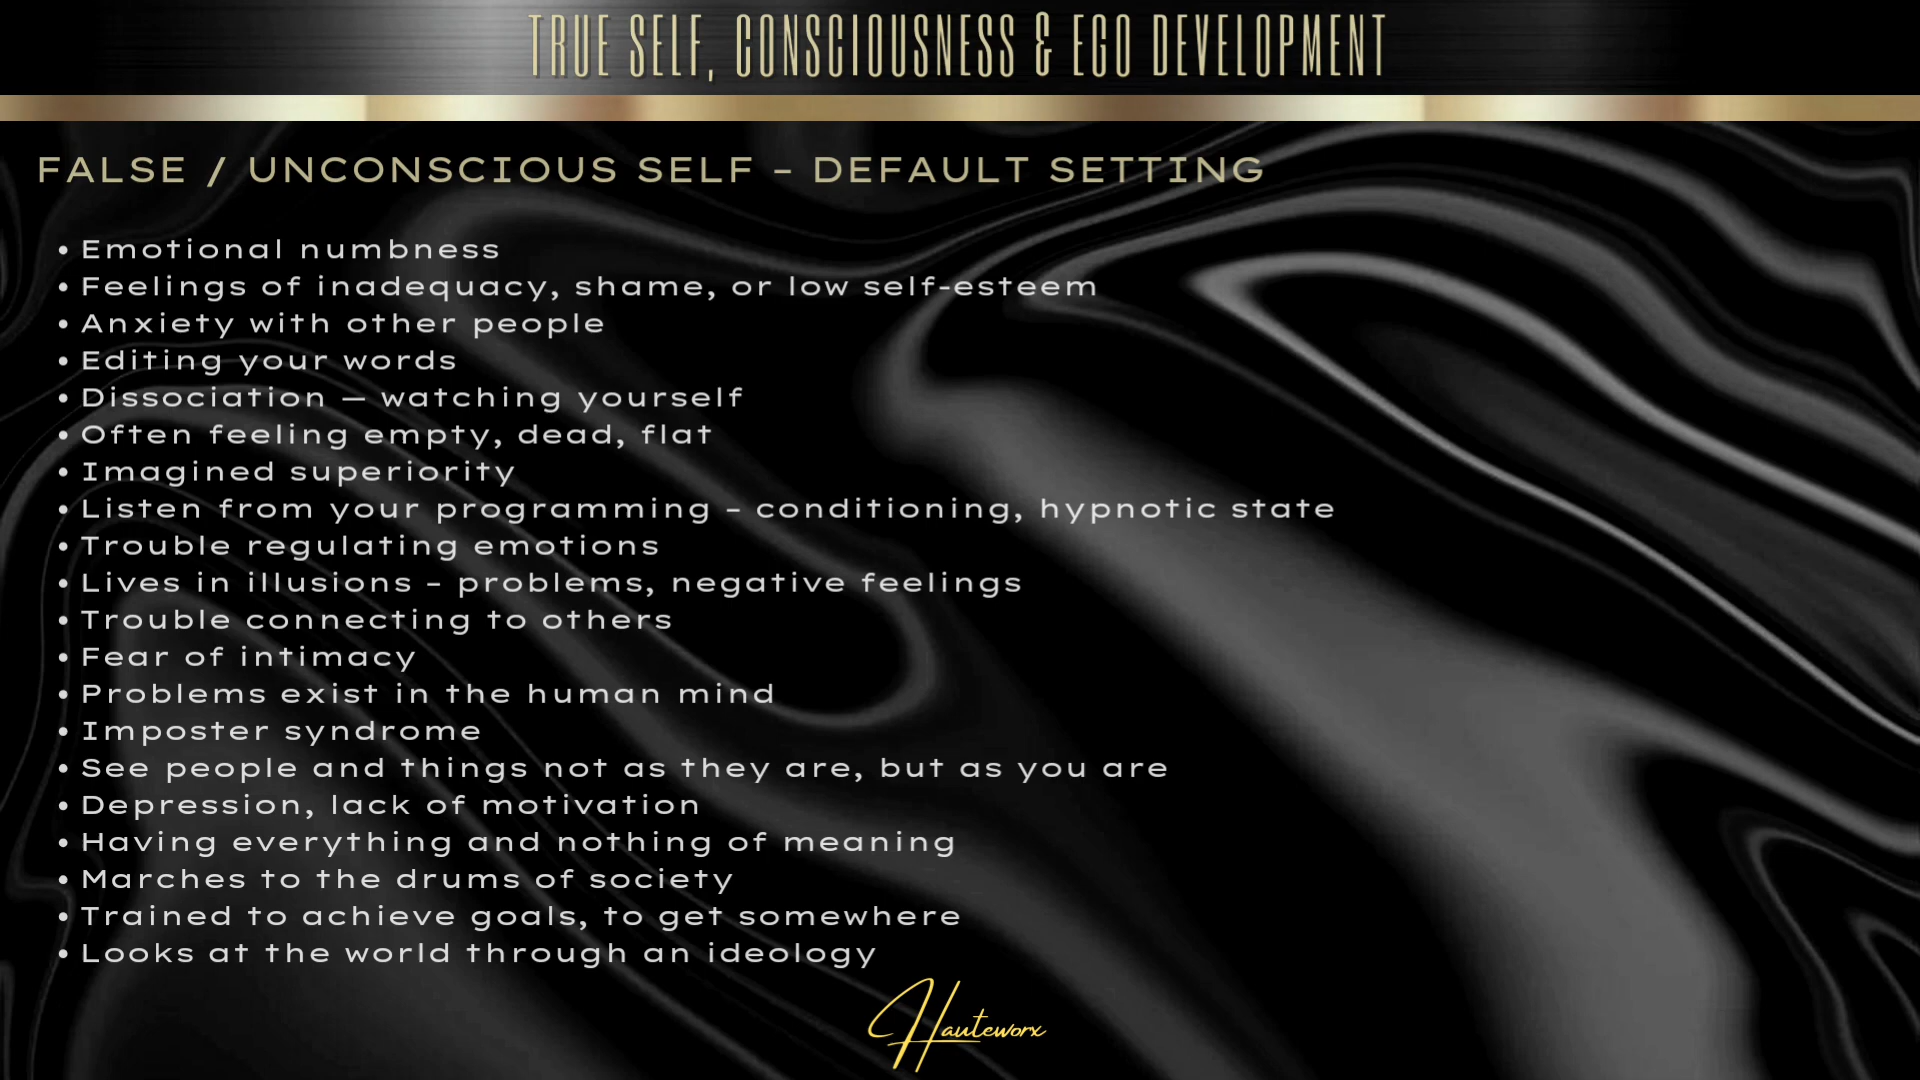 TRUE SELF, CONSCIOUSNESS & EGO DEVELOPMENT
FALSE / UNCONSCIOUS SELF – DEFAULT SETTING
• Emotional numbness
• Feelings of inadequacy, shame, or low self-esteem
• Anxiety with other people
• Editing your words
• Dissociation — watching yourself
• Often feeling empty, dead, flat
• Imagined superiority
• Listen from your programming – conditioning, hypnotic state
• Trouble regulating emotions
• Lives in illusions – problems, negative feelings
• Trouble connecting to others
• Fear of intimacy
• Problems exist in the human mind
• Imposter syndrome
• See people and things not as they are, but as you are
• Depression, lack of motivation
• Having everything and nothing of meaning
• Marches to the drums of society
• Trained to achieve goals, to get somewhere
• Looks at the world through an ideology
Hauteworx